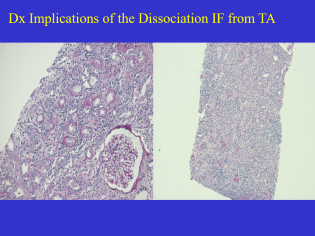 Dx Implications of the Dissociation IF from TA